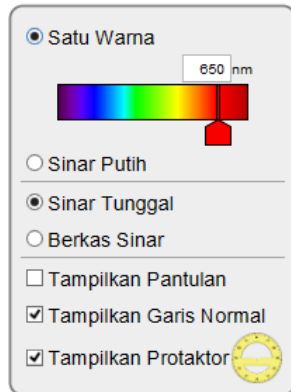 Satu Warna
650 nm
Sinar Putih
Sinar Tunggal
Berkas Sinar
Tampilkan Pantulan
Tampilkan Garis Normal
Tampilkan Protaktor